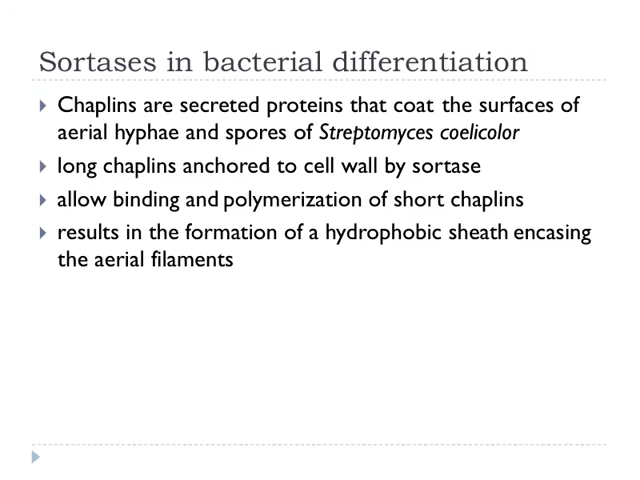 Sortases in bacterial differentiation
Chaplins are secreted proteins that coat the surfaces of
aerial hyphae and spores of Streptomyces coelicolor
long chaplins anchored to cell wall by sortase
allow binding and polymerization of short chaplins
results in the formation of a hydrophobic sheath encasing
the aerial filaments